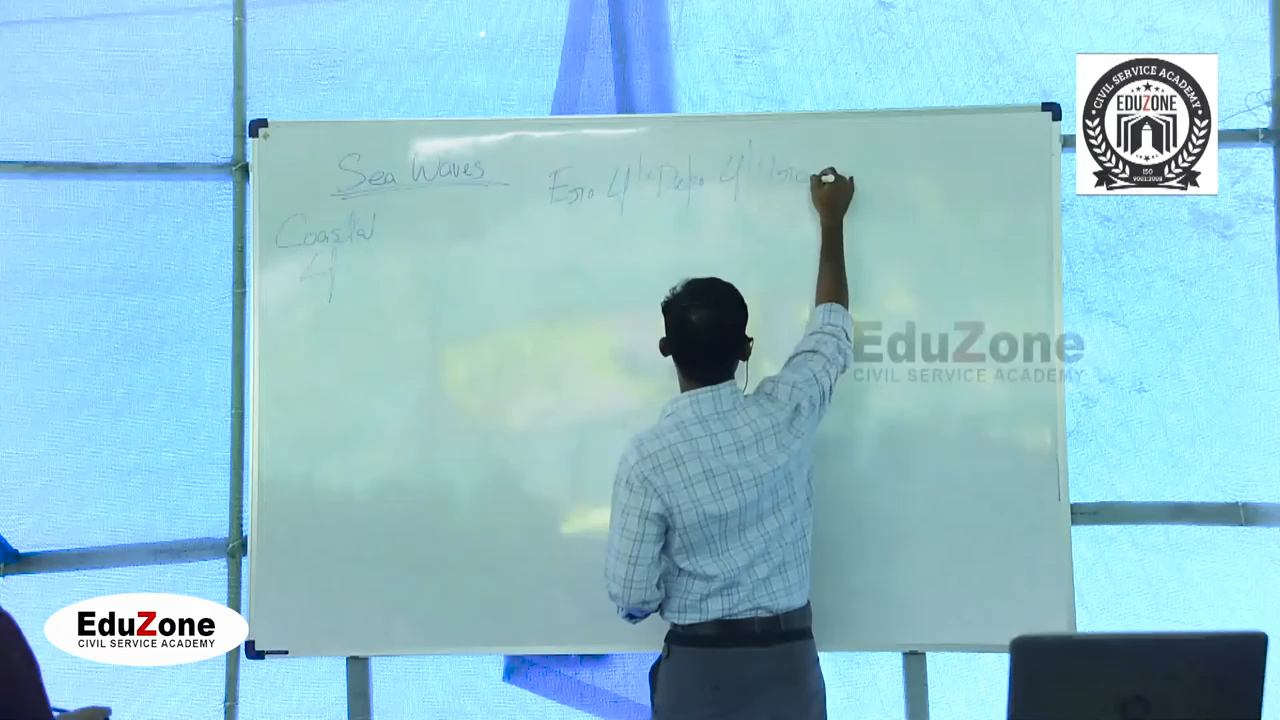 Sea Waves
Coastal
CIVIL SERVICE ACADEMY
EDUZONE
ISO
9001:2008
EduZone
CIVIL SERVICE ACADEMY
EduZone
CIVIL SERVICE ACADEMY